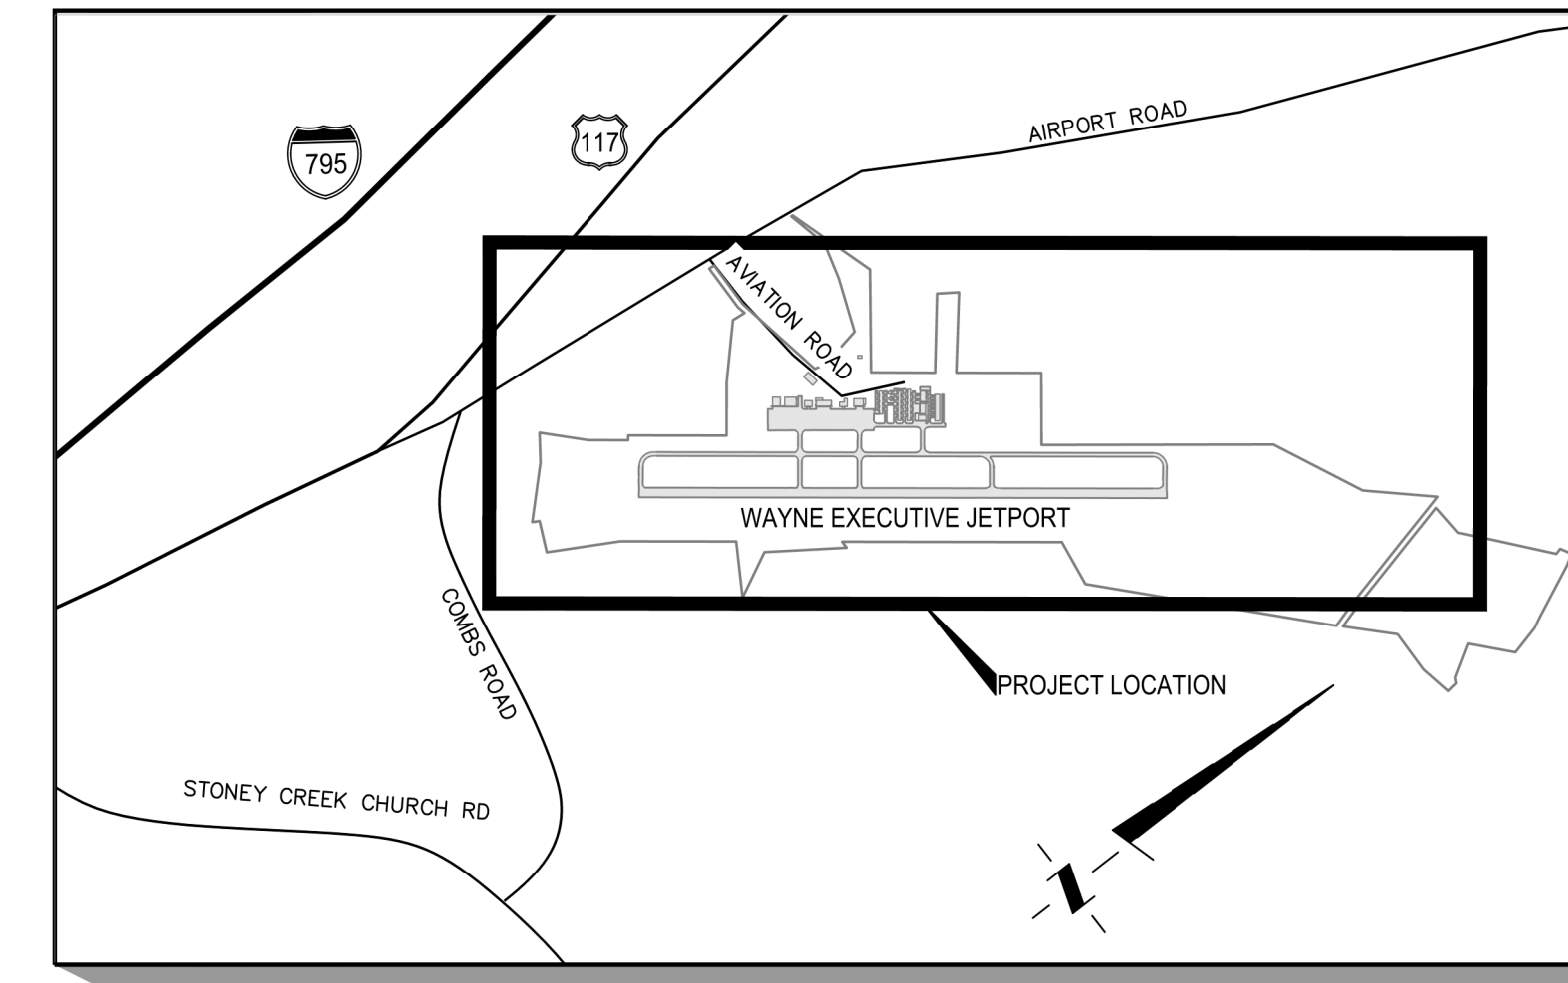 795
117
AIRPORT ROAD
AVIATION ROAD
WAYNE EXECUTIVE JETPORT
COMBS ROAD
PROJECT LOCATION
STONEY CREEK CHURCH RD